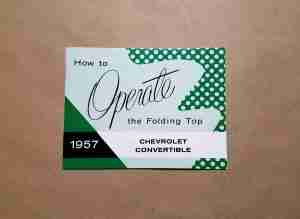 How to
Operate
the Folding Top
1957
CHEVROLET
CONVERTIBLE